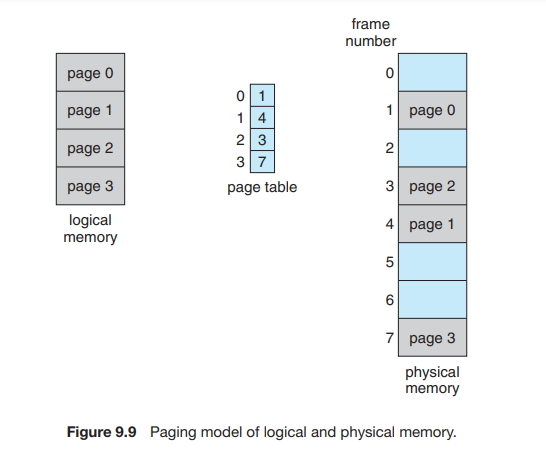 frame
number
page 0
page 1
page 2
page 3
logical
memory
0 1
1 4
2 3
3 7
page table
0
1 page 0
2
3 page 2
4 page 1
5
6
7 page 3
physical
memory
Figure 9.9 Paging model of logical and physical memory.